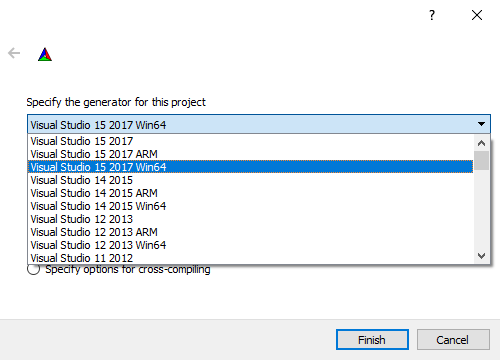 ?
Specify the generator for this project
Visual Studio 15 2017 Win64
Visual Studio 15 2017
Visual Studio 15 2017 ARM
Visual Studio 15 2017 Win64
Visual Studio 14 2015
Visual Studio 14 2015 ARM
Visual Studio 14 2015 Win64
Visual Studio 12 2013
Visual Studio 12 2013 ARM
Visual Studio 12 2013 Win64
Visual Studio 11 2012
Specify options for cross-compiling
Finish Cancel